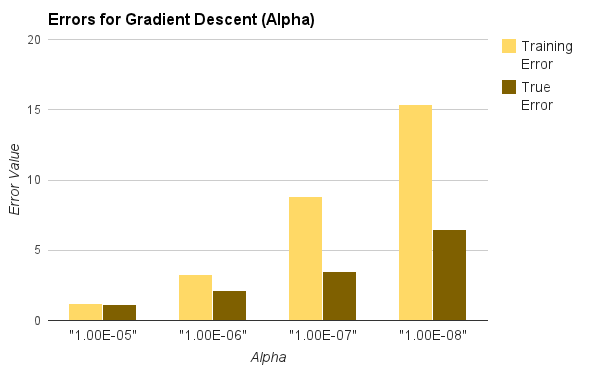 Errors for Gradient Descent (Alpha)
20
15
10
5
0
Error Value
"1.00E-05"
"1.00E-06"
"1.00E-07"
"1.00E-08"
Alpha
Training
Error
True
Error